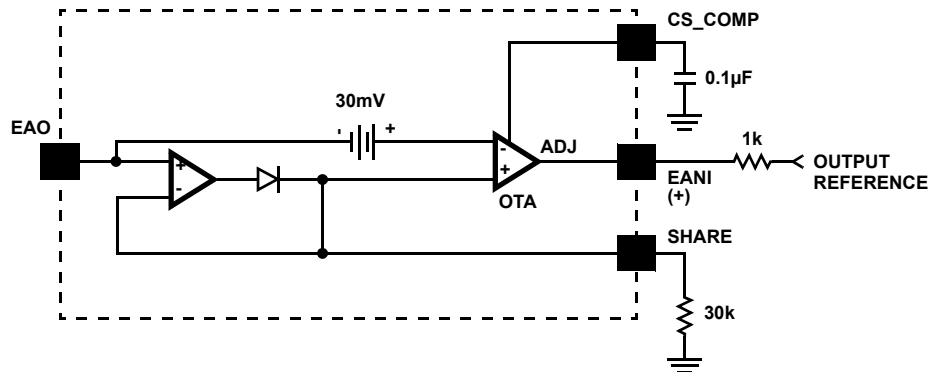 CS_COMP
0.1µF
30mV
- +
EAO
+
-
-
+
ADJ
OTA
1k
OUTPUT
REFERENCE
EANI
(+)
SHARE
30k